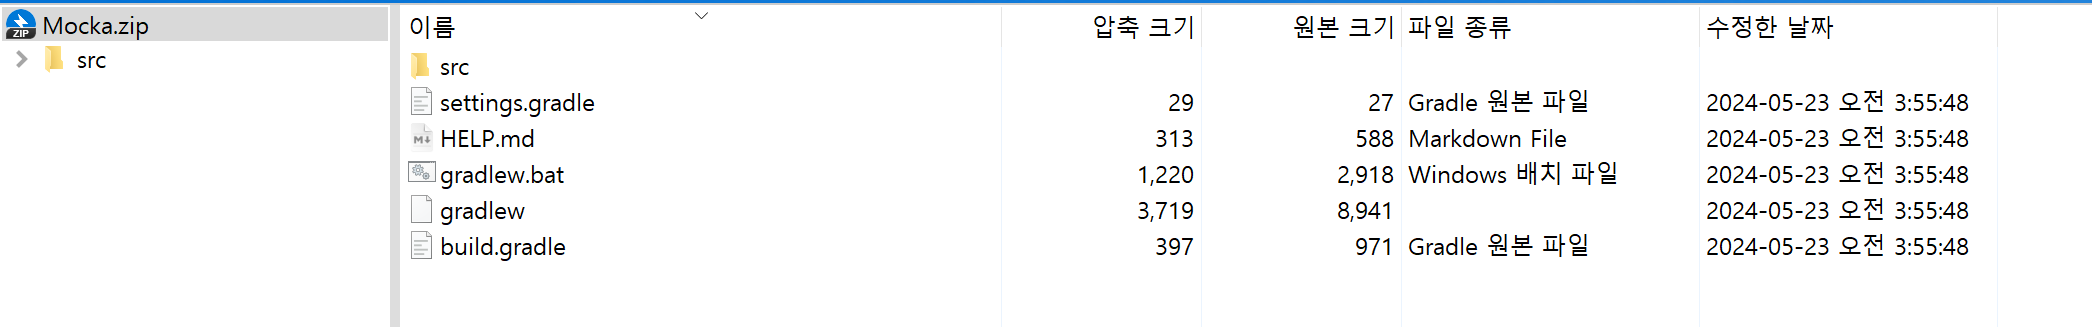 Mocka.zip
src
이름 압축 크기 원본 크기 파일 종류 수정한 날짜
src
settings.gradle 29 27 Gradle 원본 파일 2024-05-23 오전 3:55:48
HELP.md 313 588 Markdown File 2024-05-23 오전 3:55:48
gradlew.bat 1,220 2,918 Windows 배치 파일 2024-05-23 오전 3:55:48
gradlew 3,719 8,941 2024-05-23 오전 3:55:48
build.gradle 397 971 Gradle 원본 파일 2024-05-23 오전 3:55:48